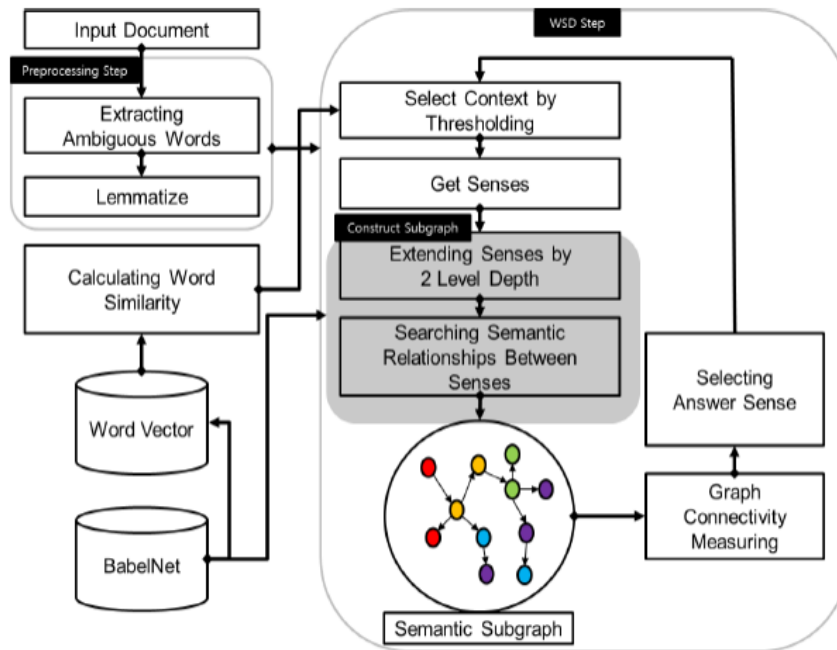 Input Document
Preprocessing Step
Extracting
Ambiguous Words
Lemmatize
Calculating Word
Similarity
Word Vector
BabelNet
WSD Step
Select Context by
Thresholding
Get Senses
Construct Subgraph
Extending Senses by
2 Level Depth
Searching Semantic
Relationships Between
Senses
Semantic Subgraph
Selecting
Answer Sense
Graph
Connectivity
Measuring